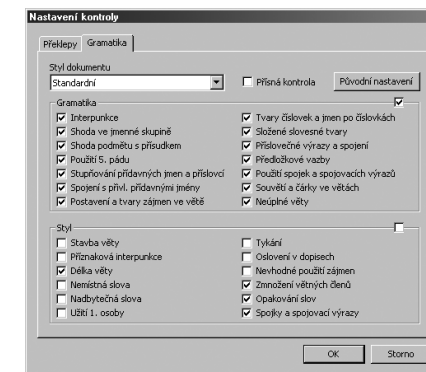 Nastavení kontroly
Překlepy Gramatika
Styl dokumentu
Standardní Přísná kontrola Původní nastavení
Gramatika
Interpunkce Tvary číslovek a jmen po číslovkách
Shoda ve jmenné skupině Složené slovesné tvary
Shoda podmětu s přísudkem Příslovečné výrazy a spojení
Použití 5. pádu Předložkové vazby
Stupňování přídavných jmen a příslovcí Použití spojek a spojovacích výrazů
Spojení s přivl. přídavnými jmény Souvětí a čárky ve větách
Postavení a tvary zájmen ve větě Neúplné věty
Styl
Stavba věty Tykání
Příznaková interpunkce Oslovení v dopisech
Délka věty Nevhodné použití zájmen
Nemístná slova Zmnožení větných členů
Nadbytečná slova Opakování slov
Užití 1. osoby Spojky a spojovací výrazy
OK Storno